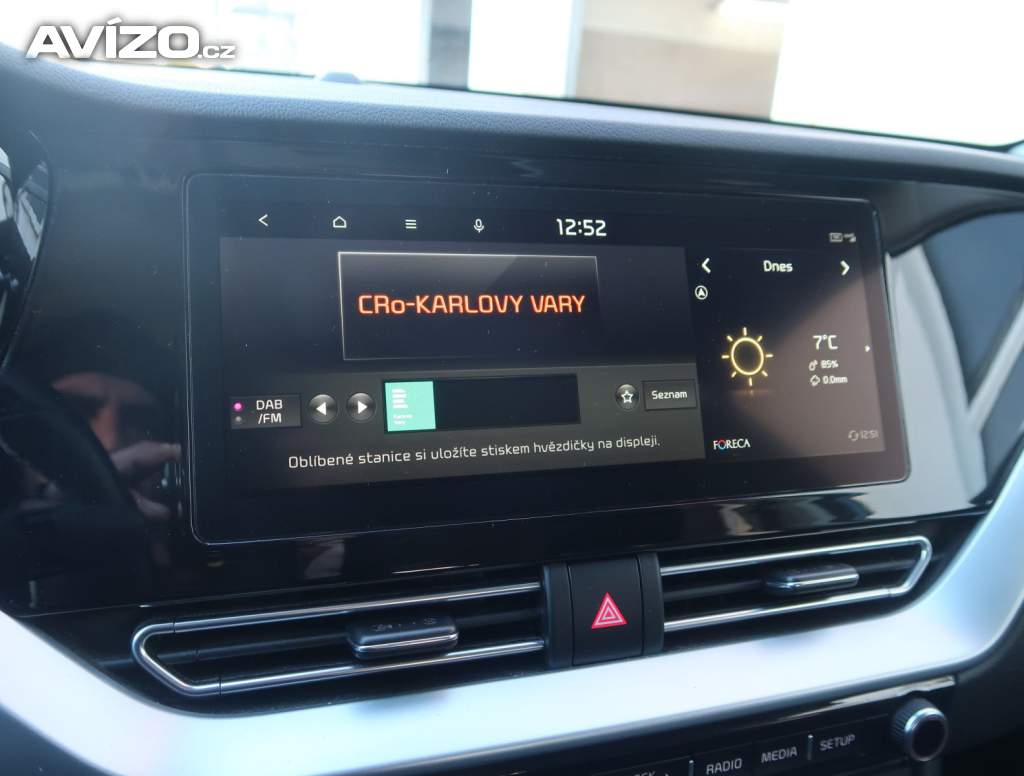 AVÍZO.cz
12:52
Dnes
CRo-KARLOVY VARY
7°C
85%
0.0mm
DAB
/FM
Seznam
Oblíbené stanice si uložíte stiskem hvězdičky na displeji.
FORECA
12:51
RADIO
MEDIA
SETUP